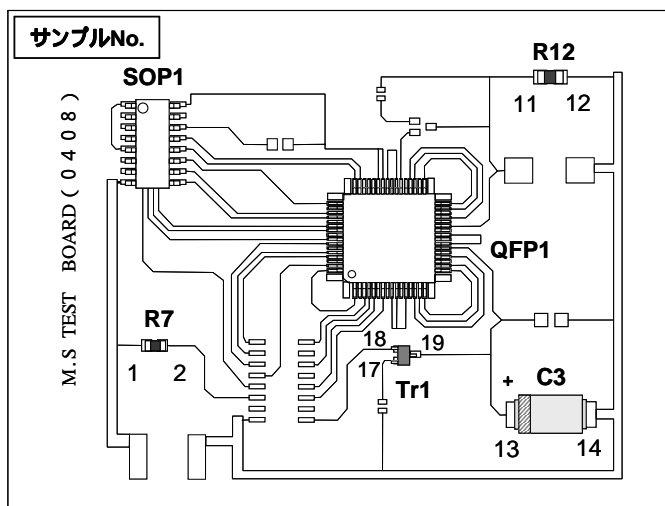 サンプルNo.
R12
SOP1
11 12
M.S TEST BOARD(0408)
QFP1
R7
18 19
1 2
17
Tr1
+ C3
13 14